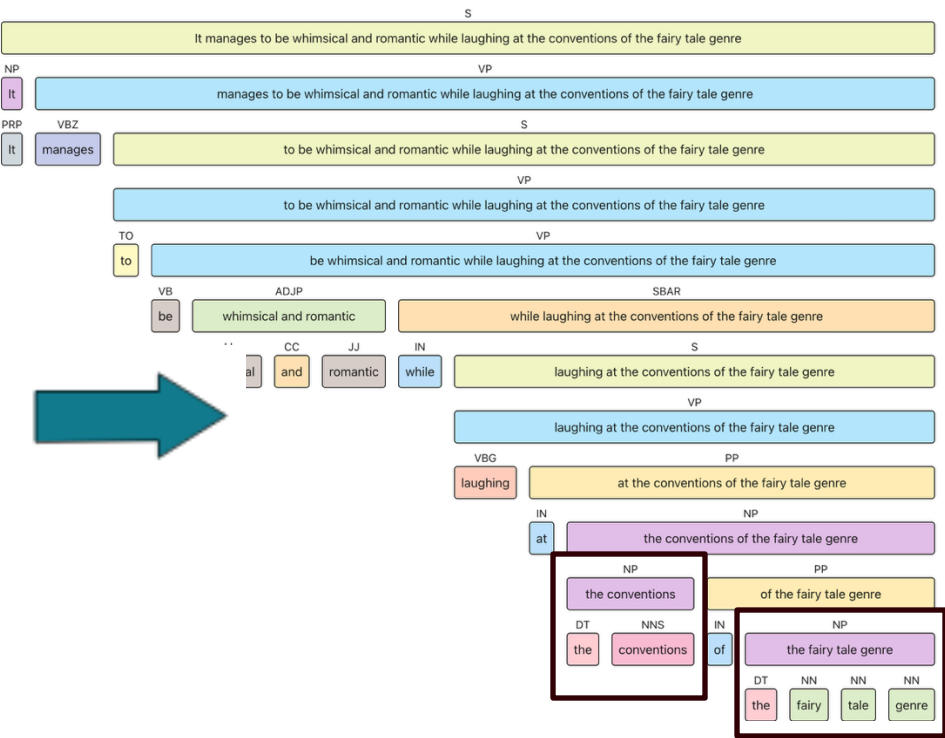 S
It manages to be whimsical and romantic while laughing at the conventions of the fairy tale genre
NP VP
It manages to be whimsical and romantic while laughing at the conventions of the fairy tale genre
PRP VBZ S
It manages to be whimsical and romantic while laughing at the conventions of the fairy tale genre
VP
to be whimsical and romantic while laughing at the conventions of the fairy tale genre
TO VP
to be whimsical and romantic while laughing at the conventions of the fairy tale genre
VB ADJP SBAR
be whimsical and romantic while laughing at the conventions of the fairy tale genre
CC JJ IN S
al and romantic while laughing at the conventions of the fairy tale genre
VP
laughing at the conventions of the fairy tale genre
VBG PP
laughing at the conventions of the fairy tale genre
IN NP
at the conventions of the fairy tale genre
NP PP
the conventions of the fairy tale genre
DT NNS IN NP
the conventions of the fairy tale genre
DT NN NN NN
the fairy tale genre